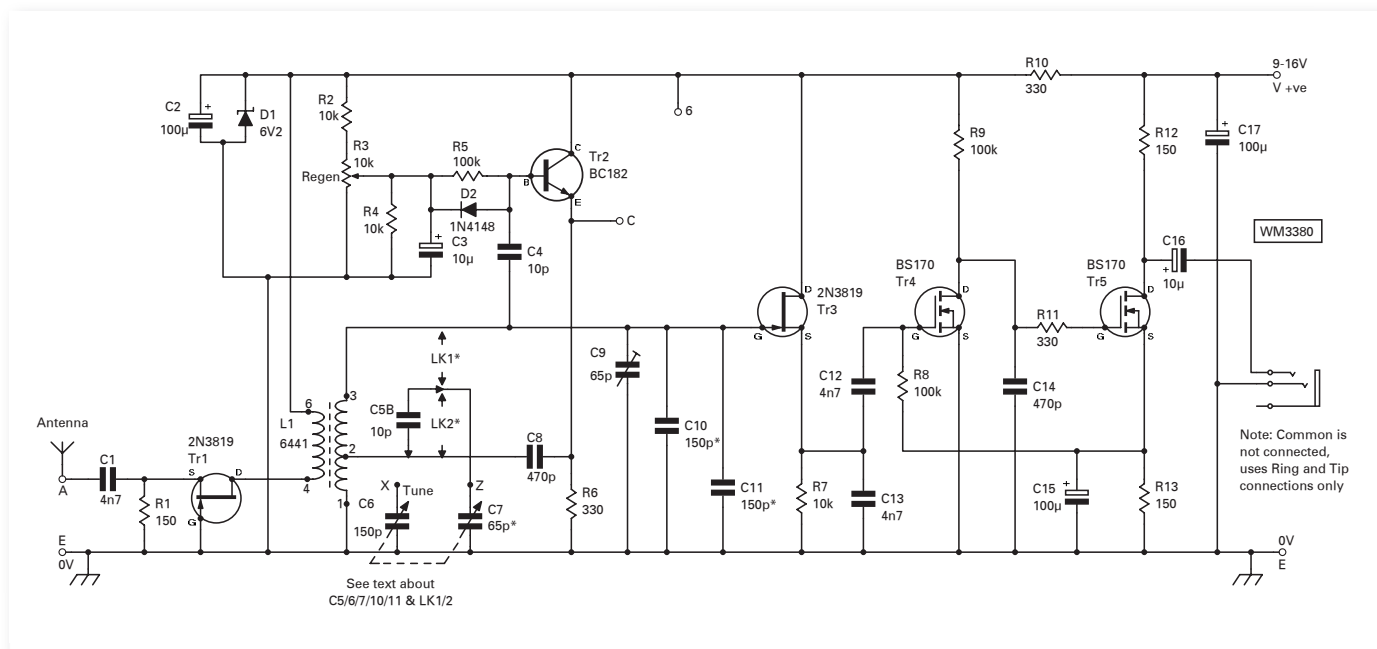 R10
330
9-16V
V +ve
C2
100µ
+
D1
6V2
R2
10k
6
R3
10k
Regen
R5
100k
C
Tr2
BC182
B
E
R9
100k
R12
150
+
C17
100µ
D2
1N4148
R4
10k
+
C3
10µ
C4
10p
C
WM3380
C16
+
10µ
BS170
Tr4
BS170
Tr5
D
2N3819
Tr3
D
D
G
S
G
S
R11
330
G
S
LK1*
C9
65p
C12
4n7
R8
100k
C14
470p
3
6
L1
6441
C5B
10p
LK2*
C10
150p*
Antenna
2N3819
Tr1
2
C8
470p
Note: Common is
not connected,
uses Ring and Tip
connections only
C1
4n7
S
D
A
4
X
Tune
Z
R1
150
G
1
C6
150p
C7
65p*
R6
330
C11
150p*
R7
10k
C13
4n7
+
C15
100µ
R13
150
E
0V
0V
E
See text about
C5/6/7/10/11 & LK1/2